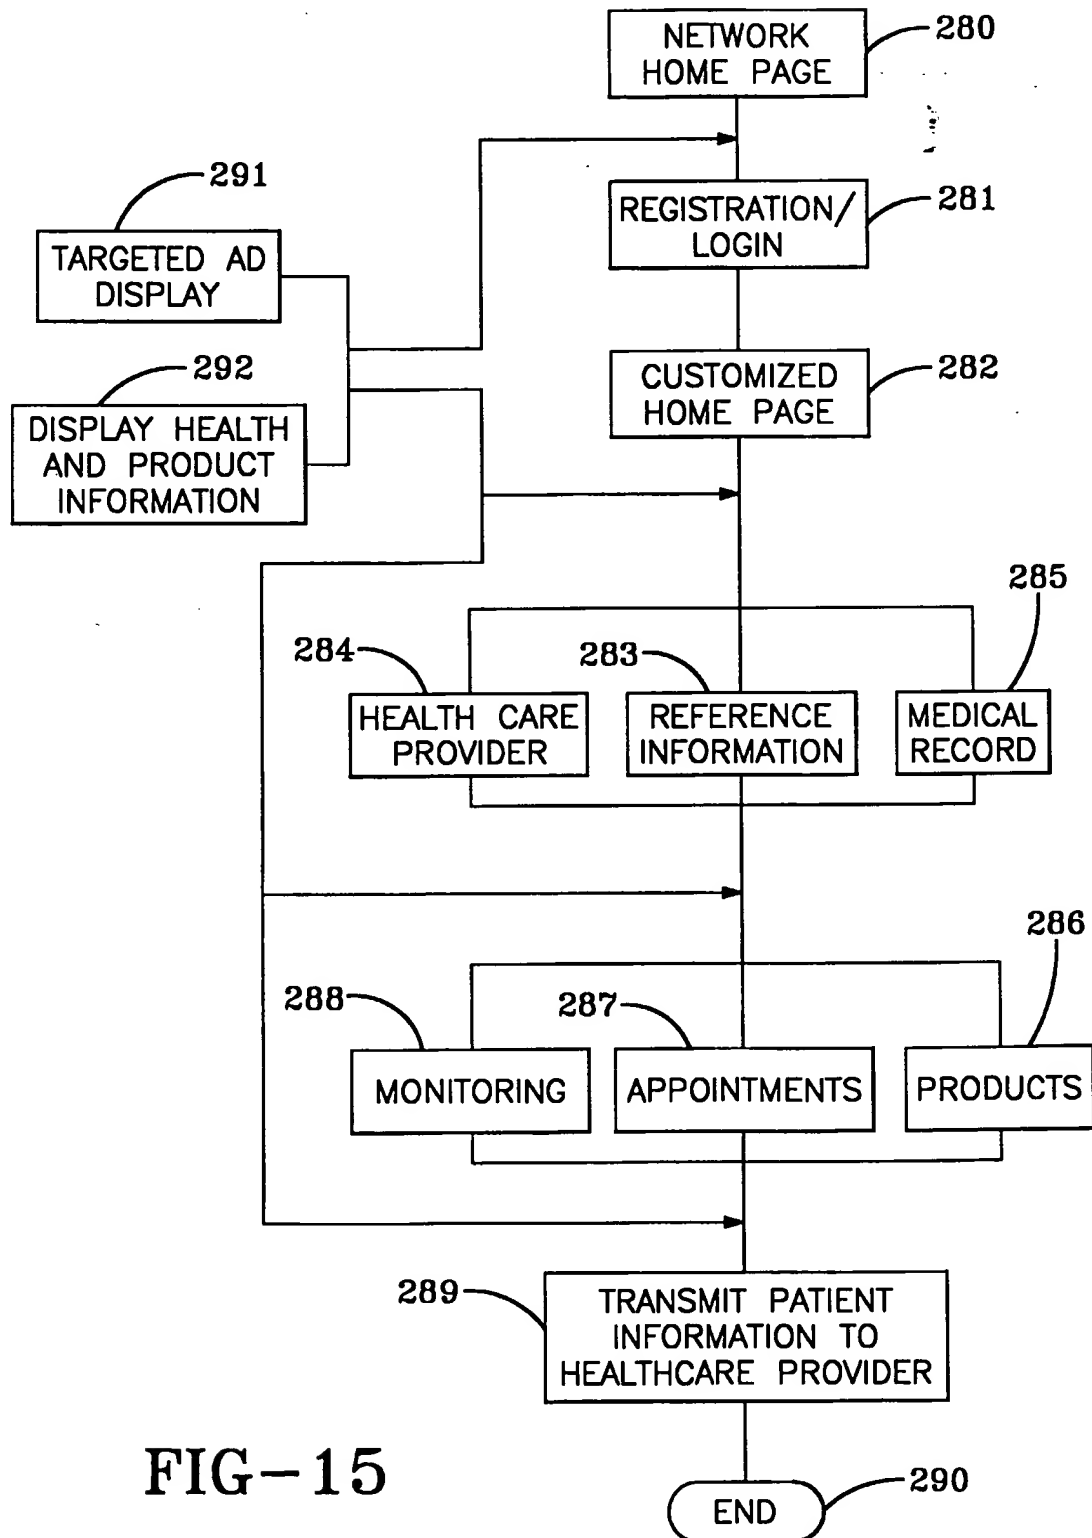 NETWORK
HOME PAGE
280
291
281
TARGETED AD
DISPLAY
REGISTRATION/
LOGIN
292
282
CUSTOMIZED
HOME PAGE
DISPLAY HEALTH
AND PRODUCT
INFORMATION
285
284
283
HEALTH CARE
PROVIDER
REFERENCE
INFORMATION
MEDICAL
RECORD
286
288
287
MONITORING
APPOINTMENTS
PRODUCTS
289
TRANSMIT PATIENT
INFORMATION TO
HEALTHCARE PROVIDER
FIG-15
END
290